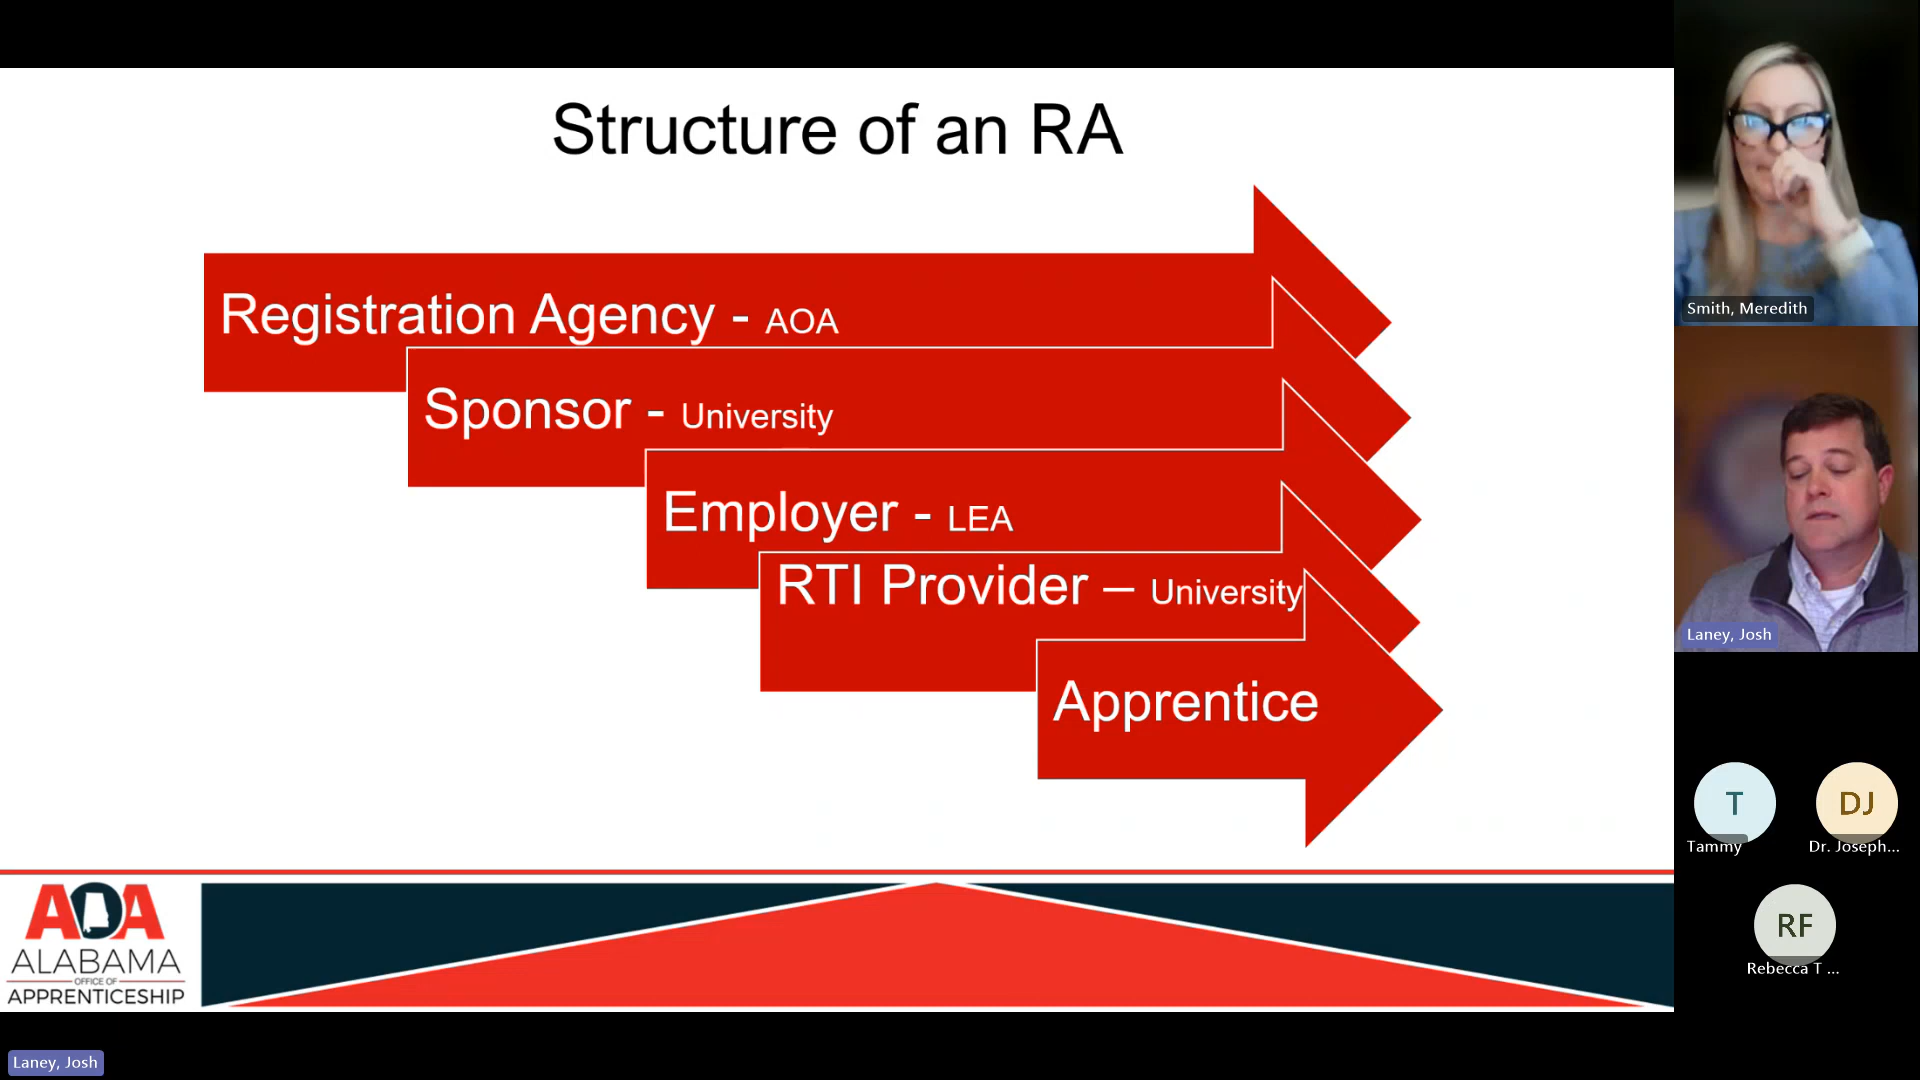 Structure of an RA
Registration Agency - AOA
Sponsor - University
Employer - LEA
RTI Provider – University
Apprentice
AOA
ALABAMA
OFICE OF
APPRENTICESHIP
Laney, Josh
Smith, Meredith
Laney, Josh
T
Tammy
DJ
Dr. Joseph...
RF
Rebecca T ...